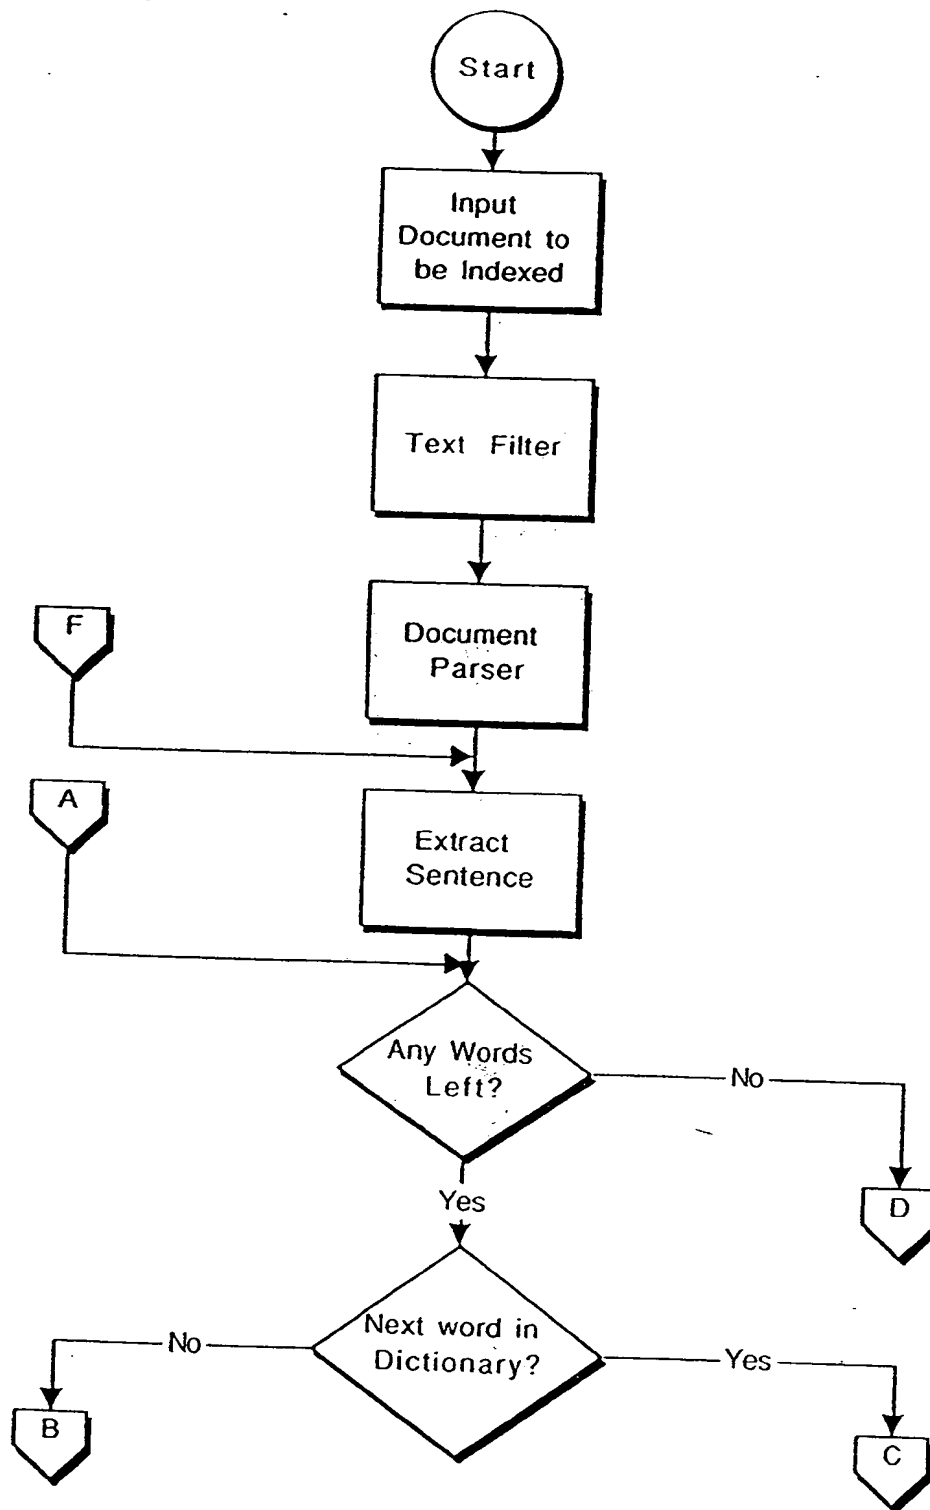 Start
Input
Document to
be Indexed
Text Filter
Document
Parser
F
A
Extract
Sentence
Any Words
Left?
No
Yes
D
Next word in
Dictionary?
No
Yes
B
C